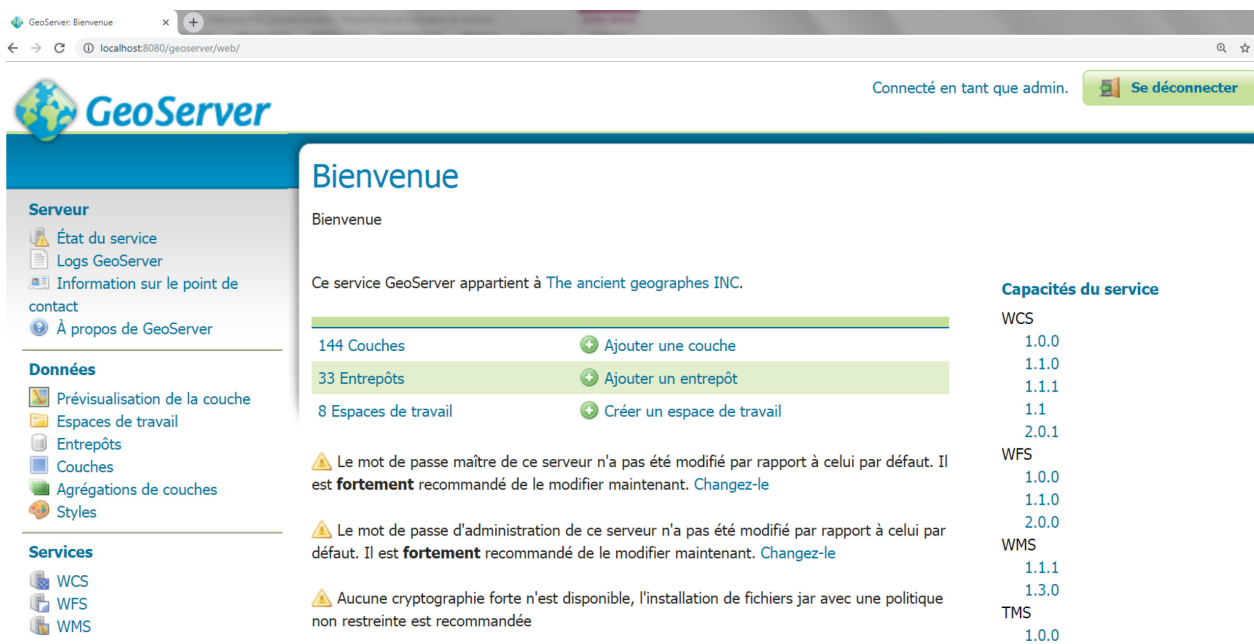 GeoServer: Bienvenue
localhost:8080/geoserver/web/
GeoServer
Connecté en tant que admin.
Se déconnecter
Serveur
État du service
Logs GeoServer
Information sur le point de
contact
À propos de GeoServer
Données
Prévisualisation de la couche
Espaces de travail
Entrepôts
Couches
Agrégations de couches
Styles
Services
WCS
WFS
WMS
Bienvenue
Bienvenue
Ce service GeoServer appartient à The ancient geographes INC.
144 Couches
Ajouter une couche
33 Entrepôts
Ajouter un entrepôt
8 Espaces de travail
Créer un espace de travail
Le mot de passe maître de ce serveur n'a pas été modifié par rapport à celui par défaut. Il
est fortement recommandé de le modifier maintenant. Changez-le
Le mot de passe d'administration de ce serveur n'a pas été modifié par rapport à celui par
défaut. Il est fortement recommandé de le modifier maintenant. Changez-le
Aucune cryptographie forte n'est disponible, l'installation de fichiers jar avec une politique
non restreinte est recommandée
Capacités du service
WCS
1.0.0
1.1.0
1.1.1
1.1
2.0.1
WFS
1.0.0
1.1.0
2.0.0
WMS
1.1.1
1.3.0
TMS
1.0.0